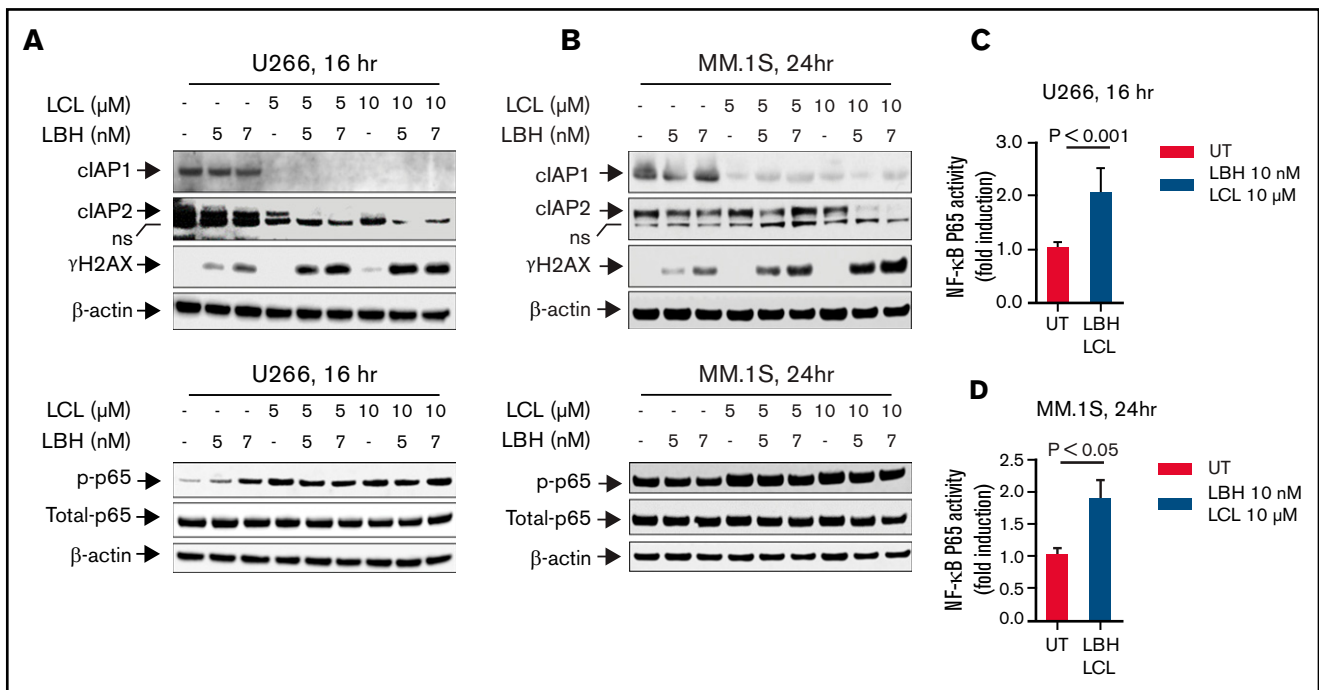 A
U266, 16 hr
LCL (μM) - - - 5 5 5 10 10 10
LBH (nM) - 5 7 - 5 7 - 5 7
cIAP1
cIAP2
ns
γH2AX
β-actin
U266, 16 hr
LCL (μM) - - - 5 5 5 10 10 10
LBH (nM) - 5 7 - 5 7 - 5 7
p-p65
Total-p65
β-actin
B
MM.1S, 24hr
LCL (μM) - - - 5 5 5 10 10 10
LBH (nM) - 5 7 - 5 7 - 5 7
cIAP1
cIAP2
ns
γH2AX
β-actin
MM.1S, 24hr
LCL (μM) - - - 5 5 5 10 10 10
LBH (nM) - 5 7 - 5 7 - 5 7
p-p65
Total-p65
β-actin
C
U266, 16 hr
P < 0.001
NF-κB P65 activity
(fold induction)
3.0
2.0
1.0
0.0
UT
LBH
LCL
UT
LBH 10 nM
LCL 10 μM
D
MM.1S, 24hr
P < 0.05
NF-κB P65 activity
(fold induction)
2.5
2.0
1.5
1.0
0.5
0.0
UT
LBH
LCL
UT
LBH 10 nM
LCL 10 μM